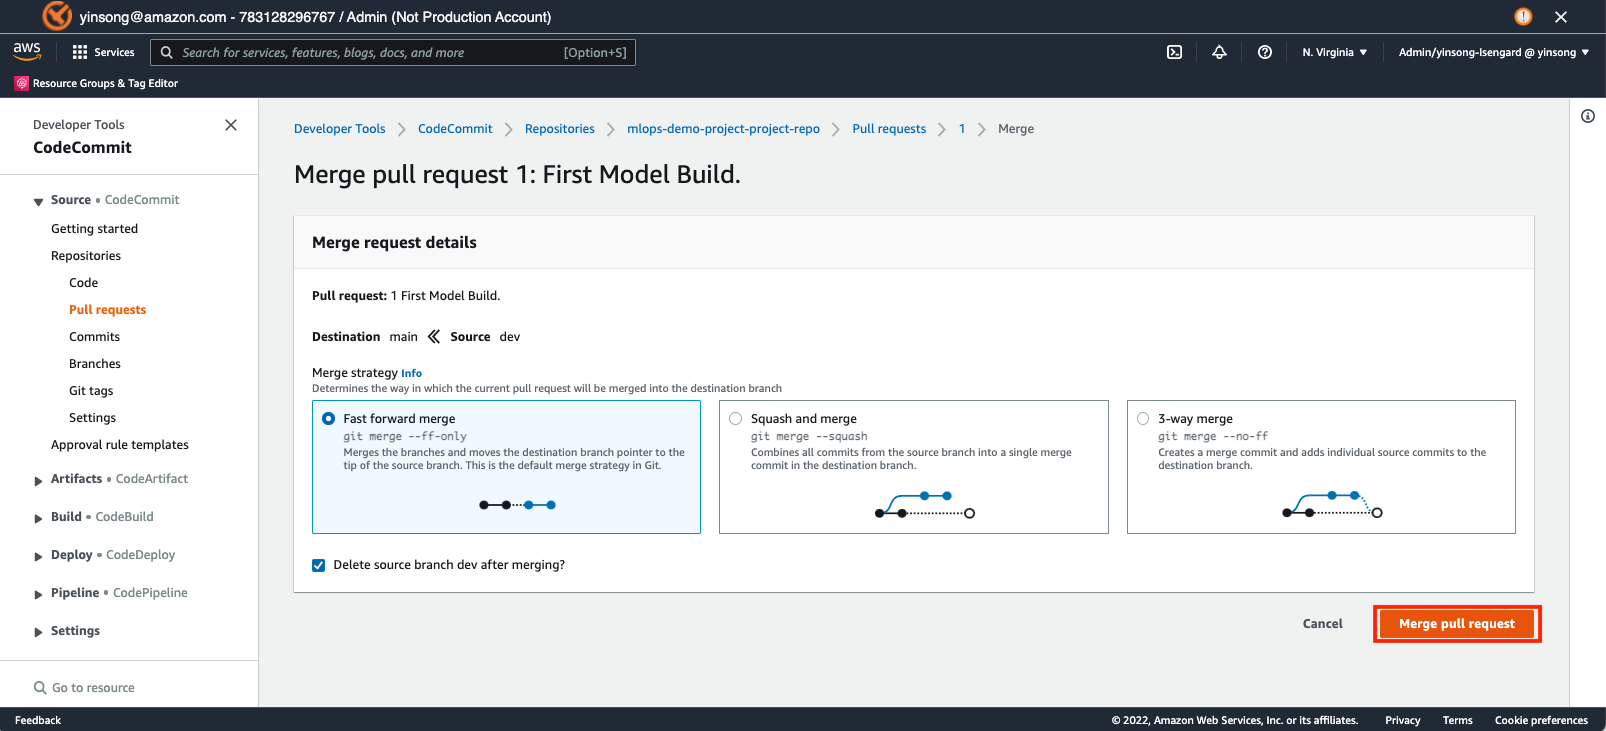 yinsong@amazon.com - 783128296767 / Admin (Not Production Account)
aws
Services
Search for services, features, blogs, docs, and more
[Option+S]
N. Virginia ▼
Admin/yinsong-Isengard @ yinsong ▼
Resource Groups & Tag Editor
Developer Tools
CodeCommit
Source • CodeCommit
Getting started
Repositories
Code
Pull requests
Commits
Branches
Git tags
Settings
Approval rule templates
Artifacts • CodeArtifact
Build • CodeBuild
Deploy • CodeDeploy
Pipeline • CodePipeline
Settings
Go to resource
Developer Tools
CodeCommit
Repositories
mlops-demo-project-project-repo
Pull requests
1
Merge
Merge pull request 1: First Model Build.
Merge request details
Pull request: 1 First Model Build.
Destination main Source dev
Merge strategy Info
Determines the way in which the current pull request will be merged into the destination branch
Fast forward merge
git merge --ff-only
Merges the branches and moves the destination branch pointer to the
tip of the source branch. This is the default merge strategy in Git.
Squash and merge
git merge --squash
Combines all commits from the source branch into a single merge
commit in the destination branch.
3-way merge
git merge --no-ff
Creates a merge commit and adds individual source commits to the
destination branch.
Delete source branch dev after merging?
Cancel
Merge pull request
Feedback
© 2022, Amazon Web Services, Inc. or its affiliates.
Privacy
Terms
Cookie preferences